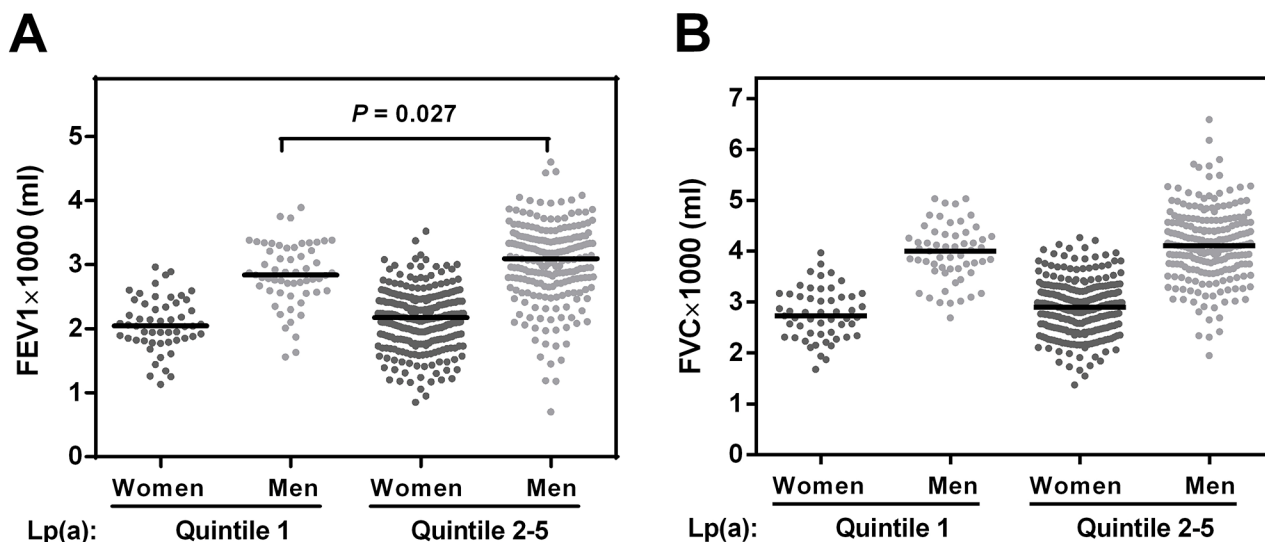 A
FEV1×1000 (ml)
5
4
3
2
1
0
P = 0.027
Women Men Women Men
Lp(a): Quintile 1 Quintile 2-5
B
FVC×1000 (ml)
7
6
5
4
3
2
1
0
Women Men Women Men
Lp(a): Quintile 1 Quintile 2-5